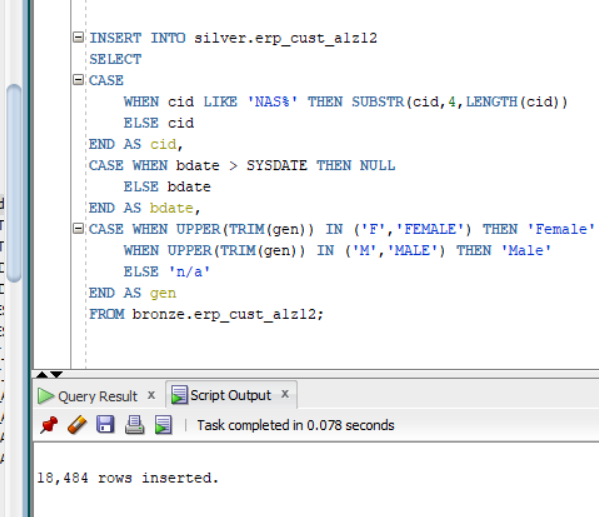 INSERT INTO silver.erp_cust_a1z12
SELECT
CASE
WHEN cid LIKE 'NAS%' THEN SUBSTR(cid,4,LENGTH(cid))
ELSE cid
END AS cid,
CASE WHEN bdate > SYSDATE THEN NULL
ELSE bdate
END AS bdate,
CASE WHEN UPPER(TRIM(gen)) IN ('F','FEMALE') THEN 'Female'
WHEN UPPER(TRIM(gen)) IN ('M','MALE') THEN 'Male'
ELSE 'n/a'
END AS gen
FROM bronze.erp_cust_a1z12;
Query Result x Script Output x
Task completed in 0.078 seconds
18,484 rows inserted.